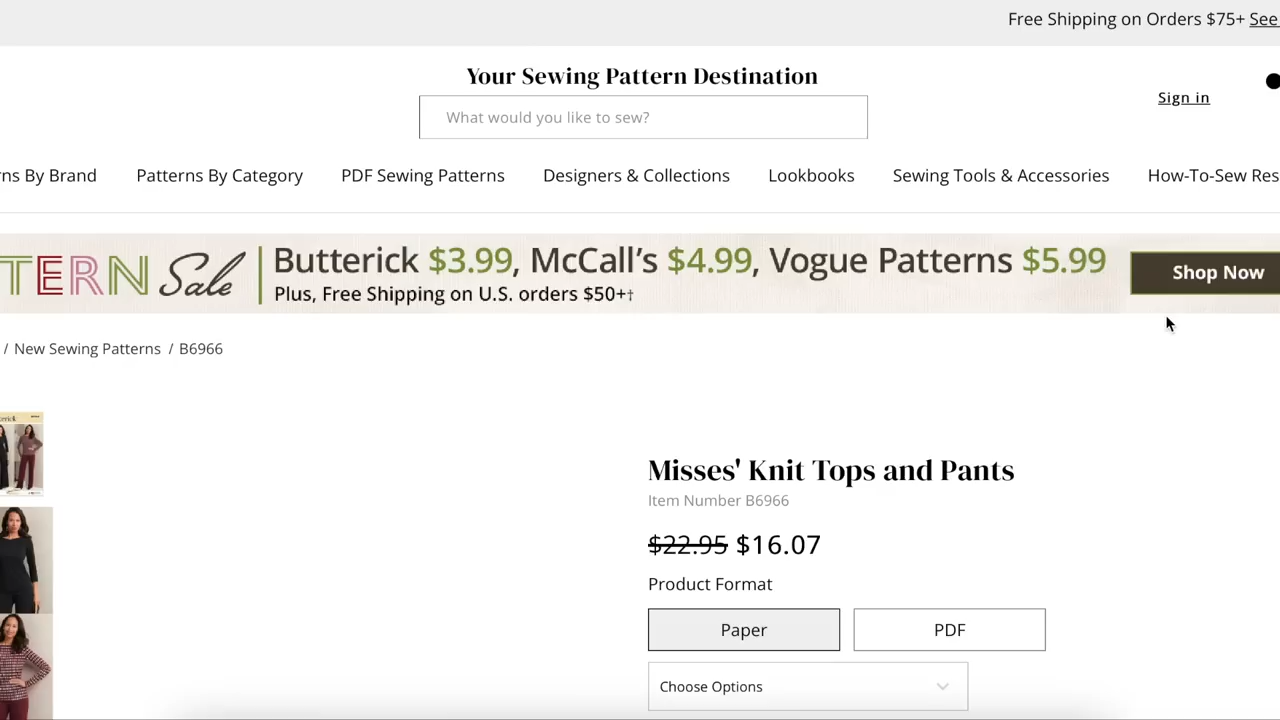 Free Shipping on Orders $75+ See
Your Sewing Pattern Destination
What would you like to sew?
Sign in
By Brand
Patterns By Category
PDF Sewing Patterns
Designers & Collections
Lookbooks
Sewing Tools & Accessories
How-To-Sew
TERN Sale
Butterick $3.99, McCall's $4.99, Vogue Patterns $5.99
Plus, Free Shipping on U.S. orders $50+†
Shop Now
/ New Sewing Patterns / B6966
Misses' Knit Tops and Pants
Item Number B6966
$22.95 $16.07
Product Format
Paper
PDF
Choose Options